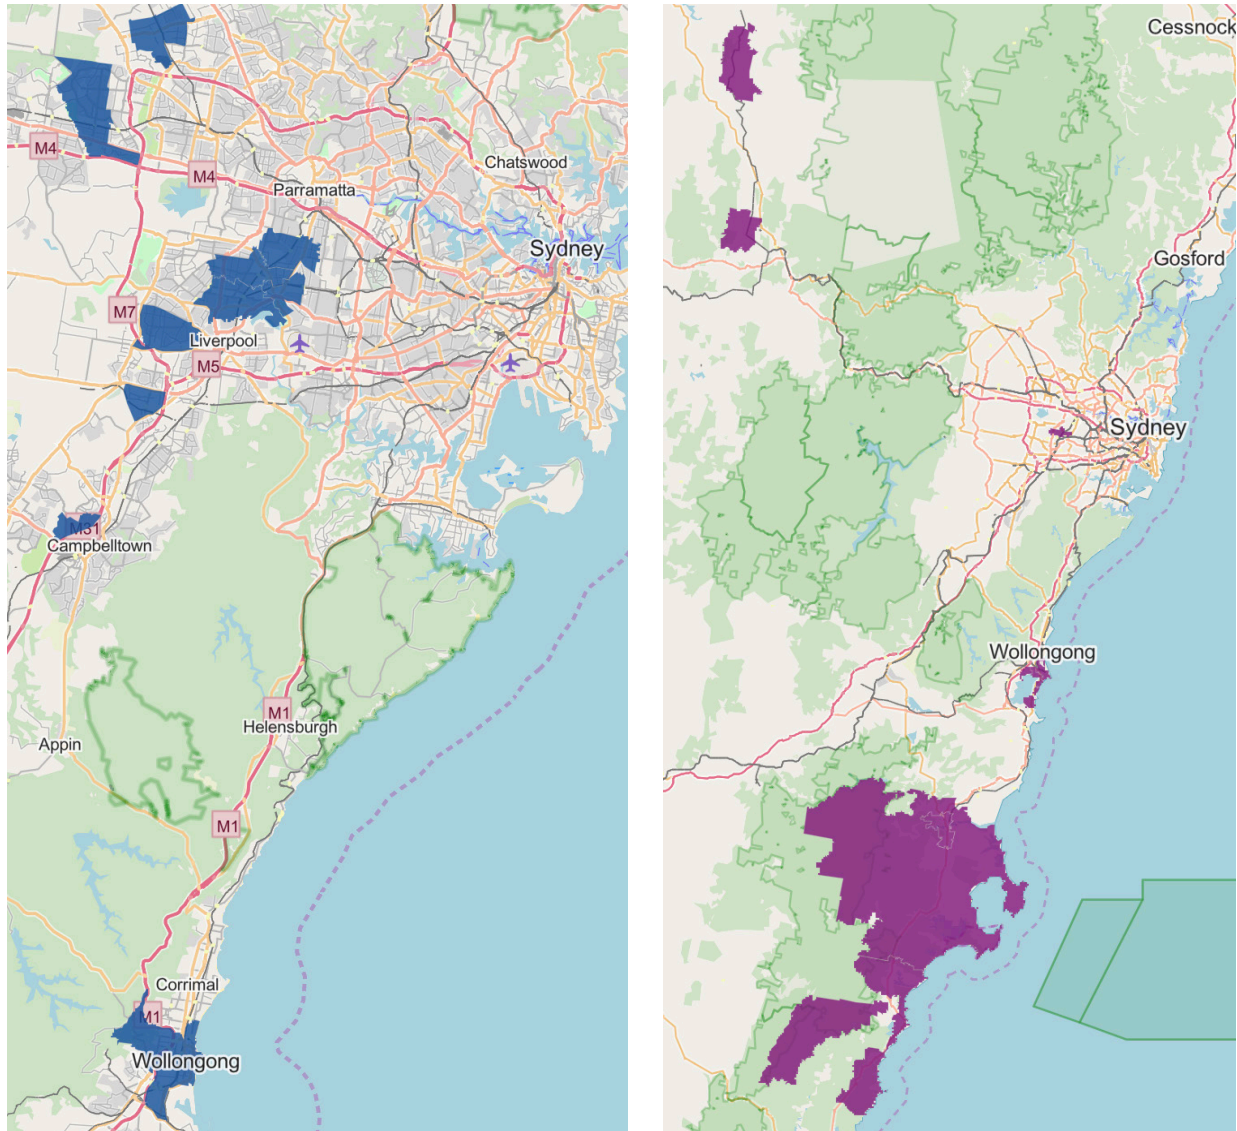 M4
M4
Chatswood
Parramatta
Sydney
M7
Liverpool
M5
M31
Campbelltown
M1
Helensburgh
Appin
M1
Corrimal
M1
Wollongong
Cessnock
Gosford
Sydney
Wollongong